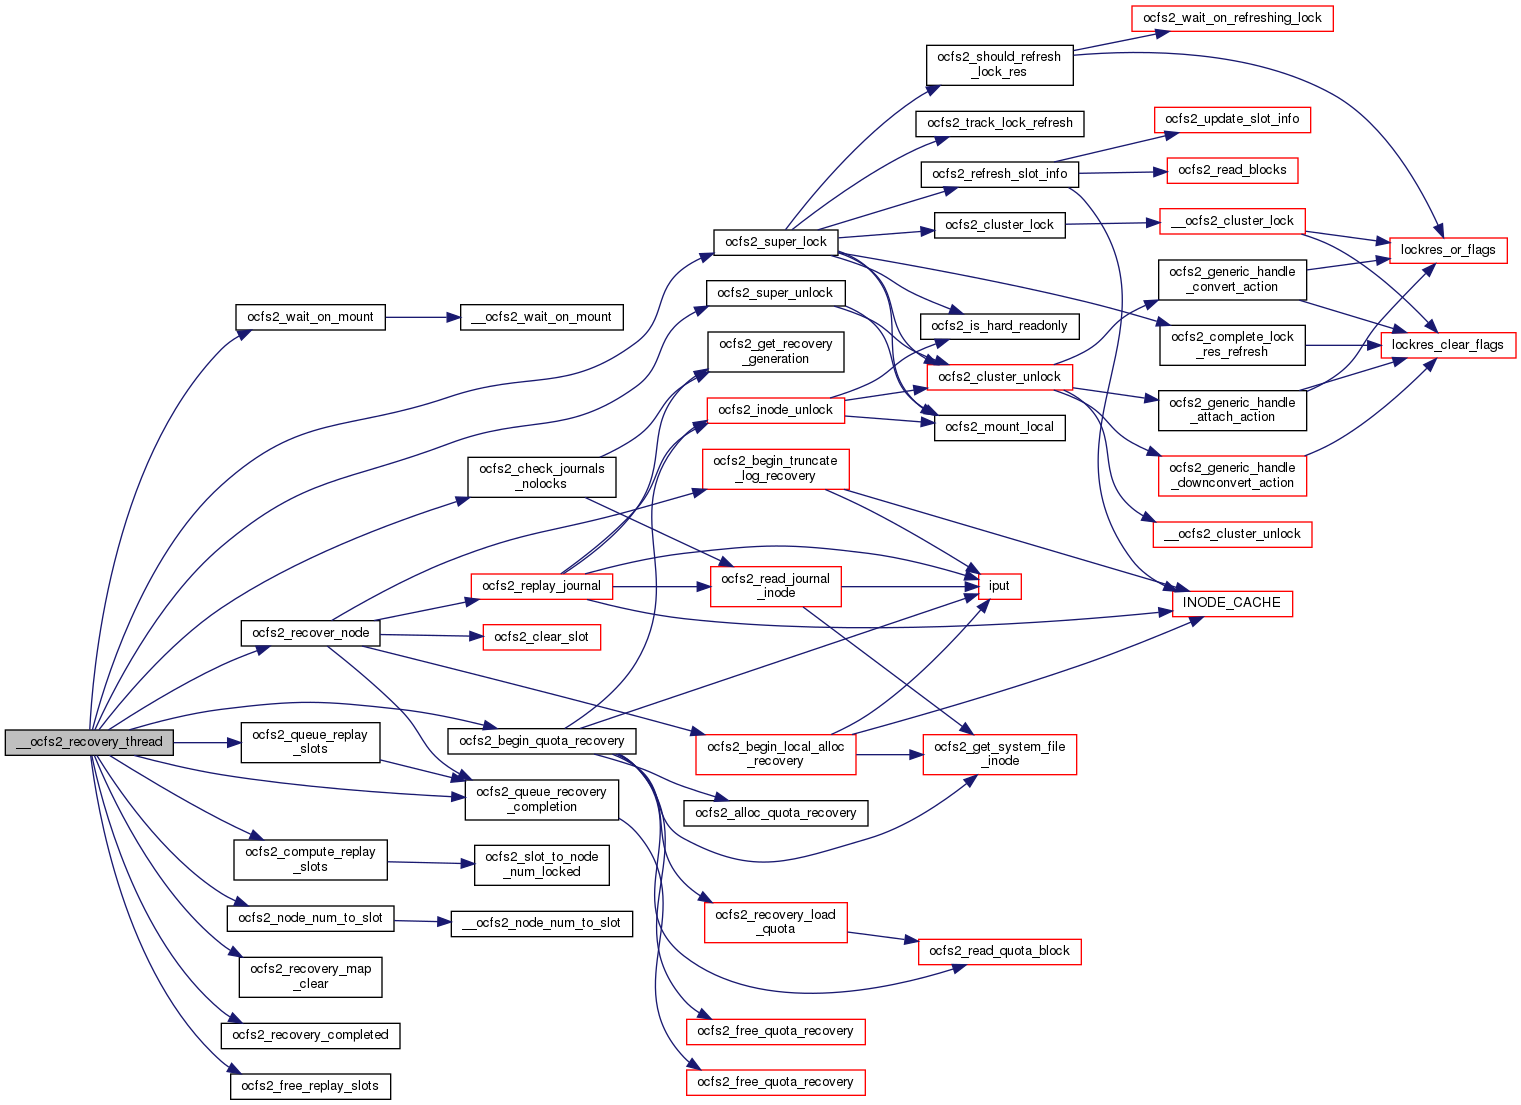 ocfs2_wait_on_refreshing_lock
ocfs2_should_refresh
_lock_res
ocfs2_track_lock_refresh
ocfs2_update_slot_info
ocfs2_refresh_slot_info
ocfs2_read_blocks
ocfs2_cluster_lock
__ocfs2_cluster_lock
ocfs2_super_lock
lockres_or_flags
ocfs2_generic_handle
_convert_action
ocfs2_super_unlock
ocfs2_wait_on_mount
__ocfs2_wait_on_mount
ocfs2_is_hard_readonly
ocfs2_complete_lock
_res_refresh
lockres_clear_flags
ocfs2_get_recovery
_generation
ocfs2_cluster_unlock
ocfs2_inode_unlock
ocfs2_generic_handle
_attach_action
ocfs2_mount_local
ocfs2_begin_truncate
_log_recovery
ocfs2_check_journals
_nolocks
ocfs2_generic_handle
_downconvert_action
__ocfs2_cluster_unlock
ocfs2_replay_journal
ocfs2_read_journal
_inode
iput
INODE_CACHE
ocfs2_recover_node
ocfs2_clear_slot
__ocfs2_recovery_thread
ocfs2_queue_replay
_slots
ocfs2_begin_quota_recovery
ocfs2_begin_local_alloc
_recovery
ocfs2_get_system_file
_inode
ocfs2_queue_recovery
_completion
ocfs2_alloc_quota_recovery
ocfs2_compute_replay
_slots
ocfs2_slot_to_node
_num_locked
ocfs2_node_num_to_slot
__ocfs2_node_num_to_slot
ocfs2_recovery_load
_quota
ocfs2_read_quota_block
ocfs2_recovery_map
_clear
ocfs2_recovery_completed
ocfs2_free_quota_recovery
ocfs2_free_replay_slots
ocfs2_free_quota_recovery